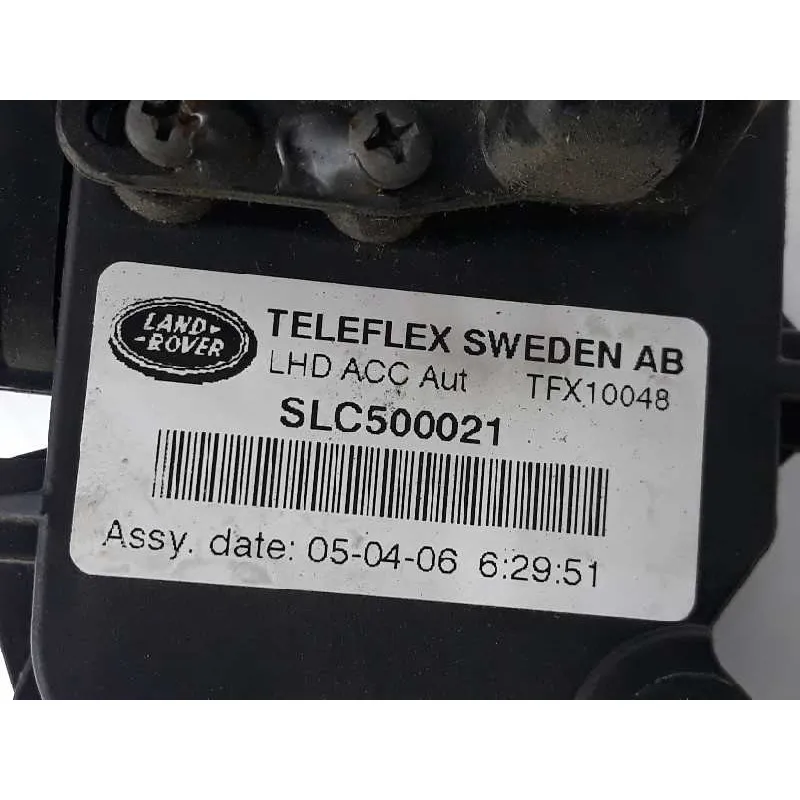 LAND-
-ROVER
TELEFLEX SWEDEN AB
LHD ACC Aut TFX10048
SLC500021
Assy. date: 05-04-06 6:29:51